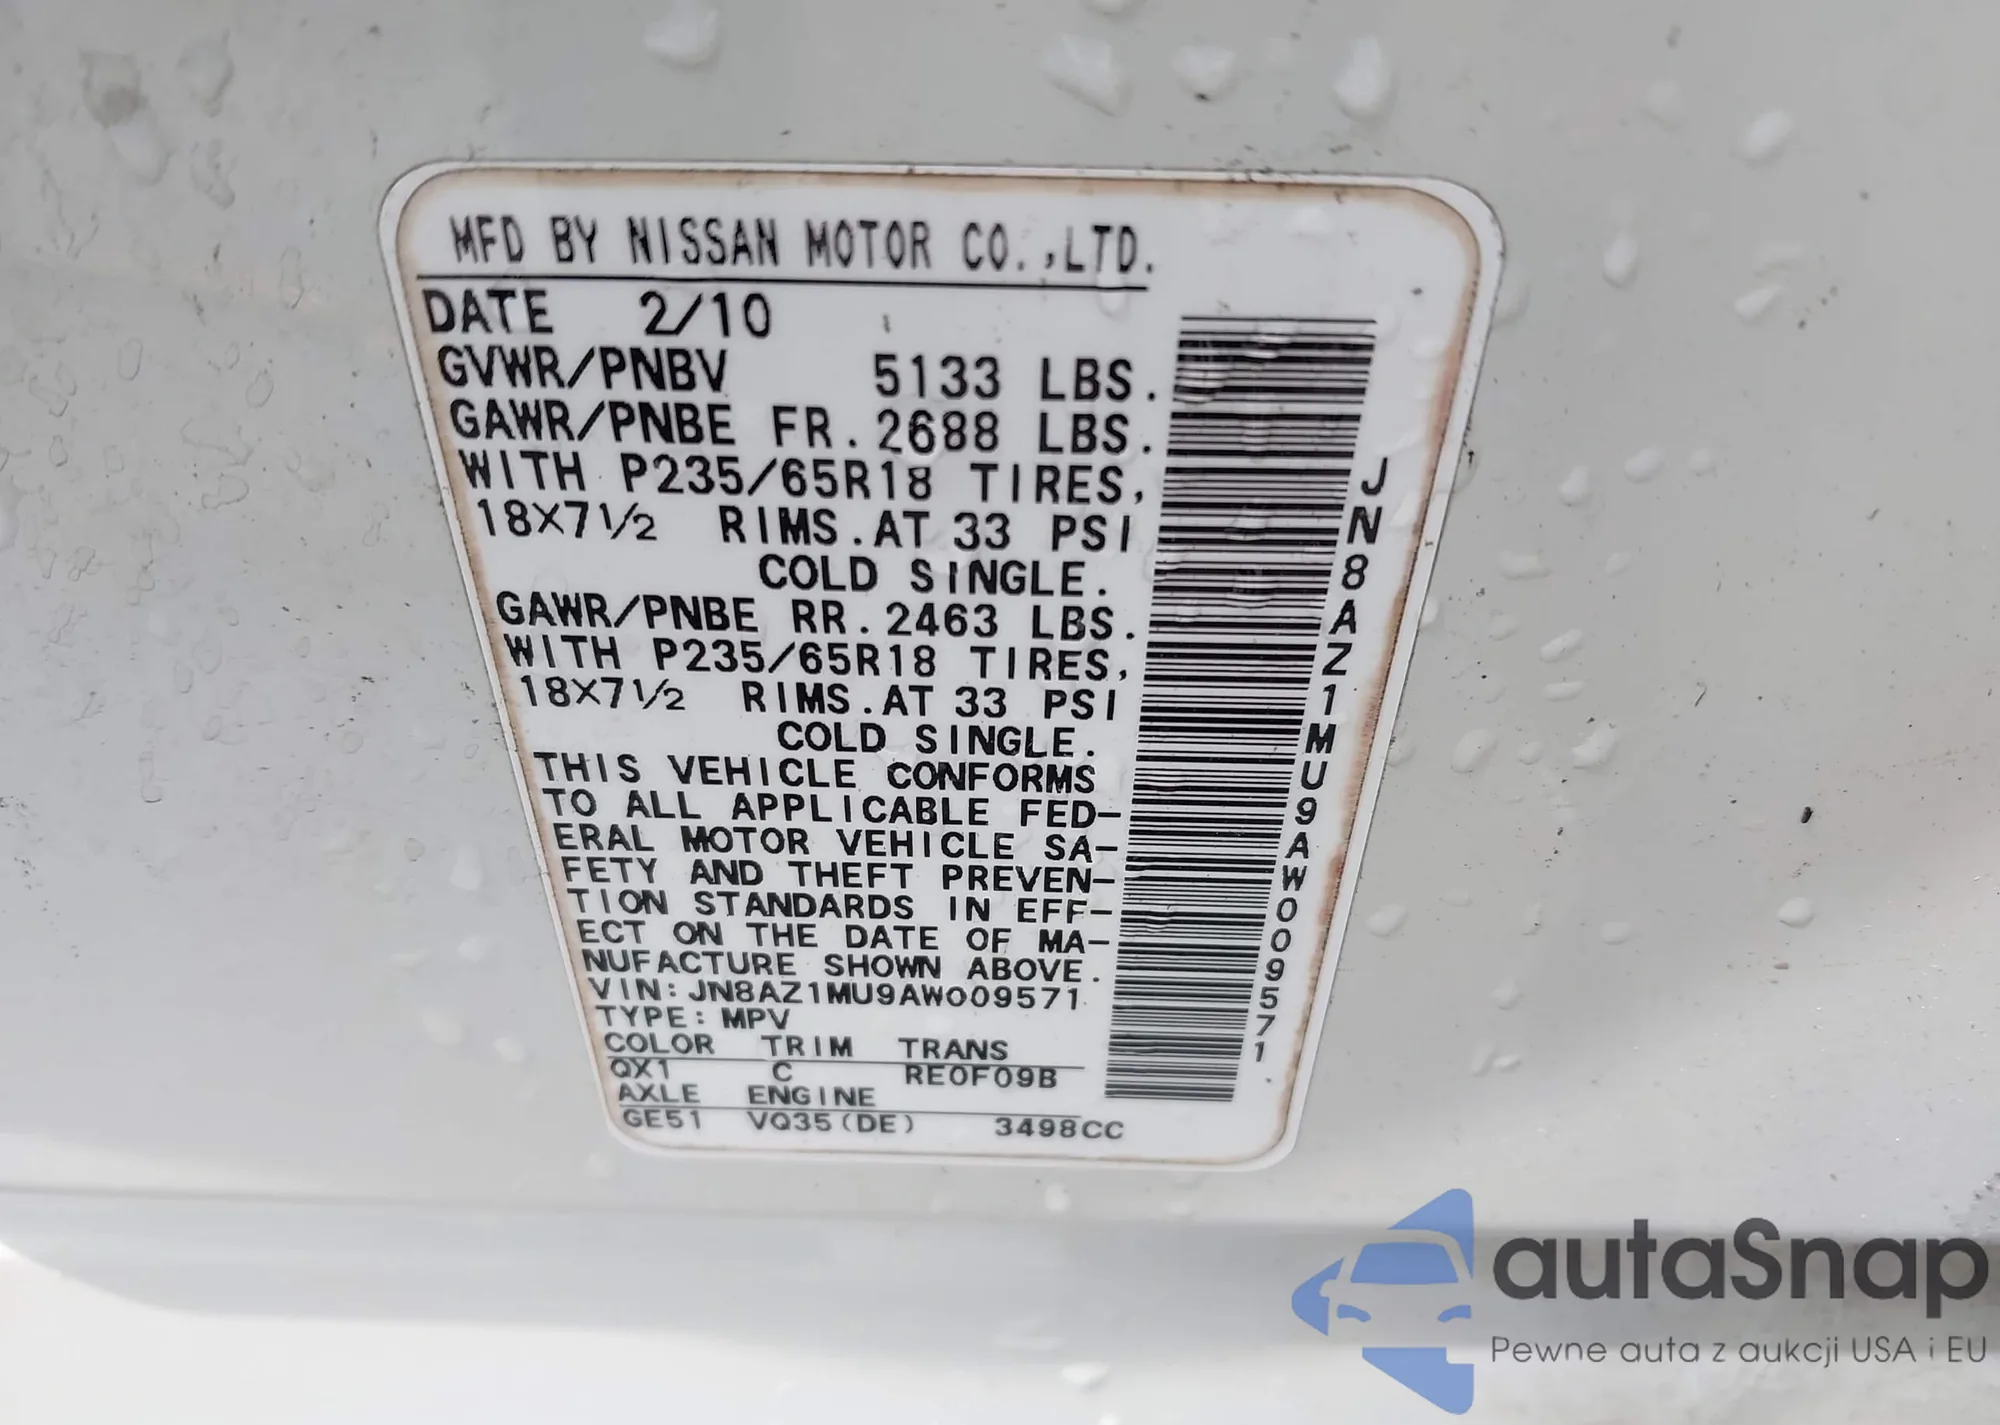 MFD BY NISSAN MOTOR CO.,LTD.
DATE 2/10
GVWR/PNBV 5133 LBS.
GAWR/PNBE FR. 2688 LBS.
WITH P235/65R18 TIRES,
18X7½ RIMS. AT 33 PSI
COLD SINGLE.
GAWR/PNBE RR. 2463 LBS.
WITH P235/65R18 TIRES,
18X7½ RIMS. AT 33 PSI
COLD SINGLE.
THIS VEHICLE CONFORMS
TO ALL APPLICABLE FED-
ERAL MOTOR VEHICLE SA-
FETY AND THEFT PREVEN-
TION STANDARDS IN EFF-
ECT ON THE DATE OF MA-
NUFACTURE SHOWN ABOVE.
VIN: JN8AZ1MU9AW009571
TYPE: MPV
COLOR TRIM TRANS
QX1 C RE0F09B
AXLE ENGINE
GE51 VQ35(DE) 3498CC
JN8AZ1MU9AW009571
autaSnap
Pewne auta z aukcji USA i EU